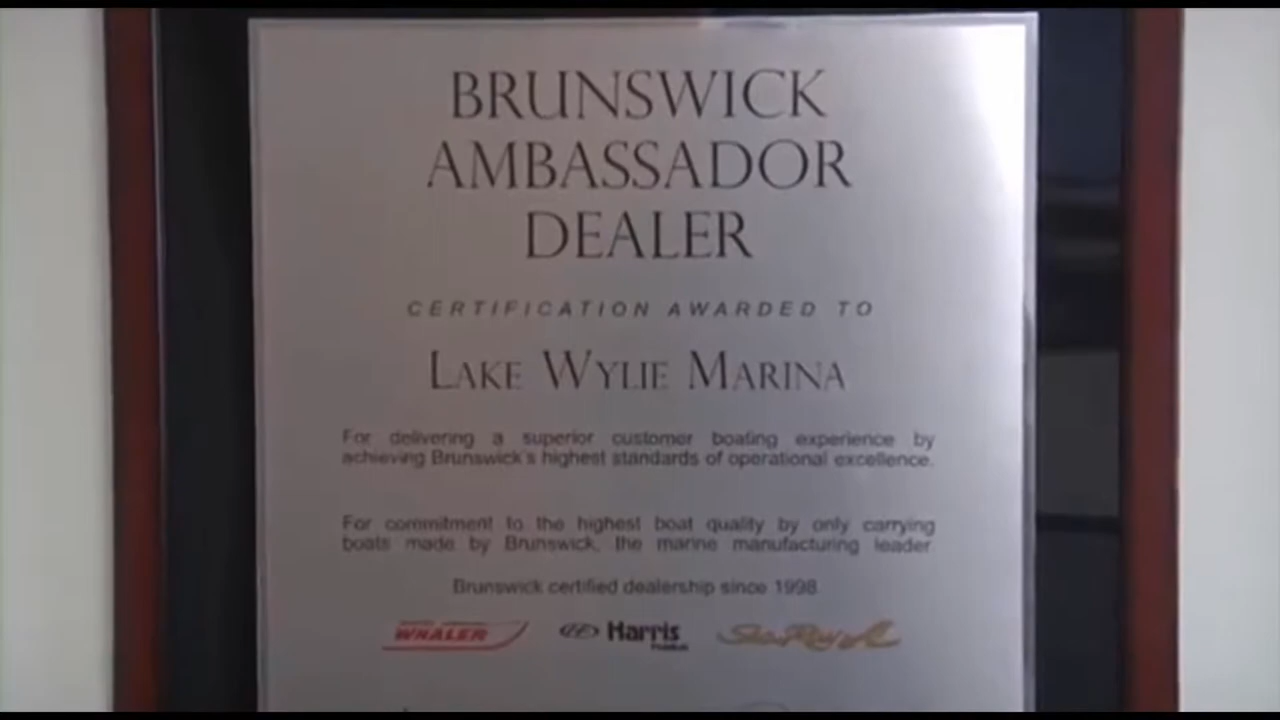 BRUNSWICK
AMBASSADOR
DEALER
CERTIFICATION AWARDED TO
LAKE WYLIE MARINA
For delivering a superior customer boating experience by
achieving Brunswick's highest standards of operational excellence.
For commitment to the highest boat quality by only carrying
boats made by Brunswick, the marine manufacturing leader
Brunswick certified dealership since 1998
WHALER Harris Sea Ray